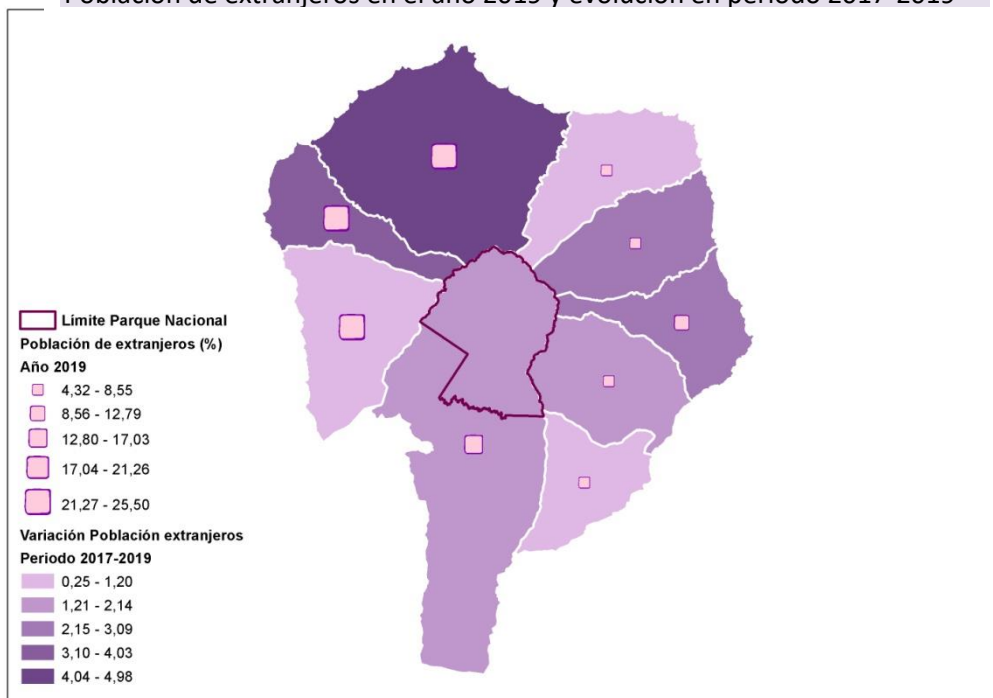 Población de extranjeros en el año 2019 y evolución en periodo 2017-2019
Límite Parque Nacional
Población de extranjeros (%)
Año 2019
4,32 - 8,55
8,56 - 12,79
12,80 - 17,03
17,04 - 21,26
21,27 - 25,50
Variación Población extranjeros
Periodo 2017-2019
0,25 - 1,20
1,21 - 2,14
2,15 - 3,09
3,10 - 4,03
4,04 - 4,98